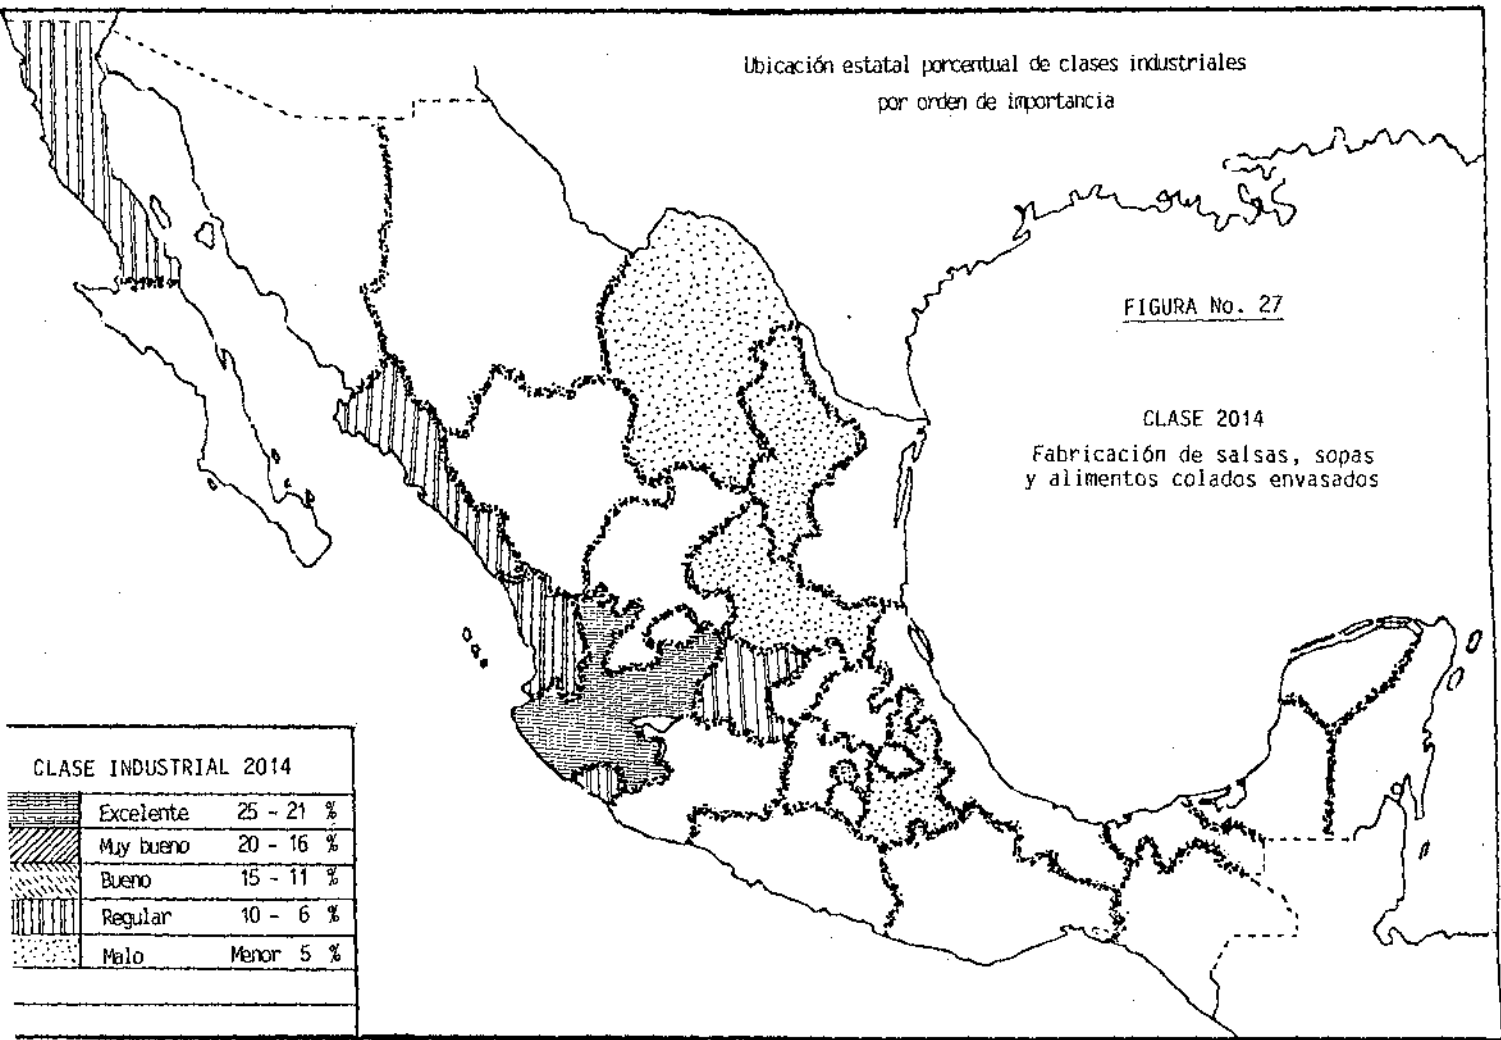 Ubicación estatal porcentual de clases industriales
por orden de importancia
FIGURA No. 27
CLASE 2014
Fabricación de salsas, sopas
y alimentos colados envasados
CLASE INDUSTRIAL 2014
Excelente 25 - 21 %
Muy bueno 20 - 16 %
Bueno 15 - 11 %
Regular 10 - 6 %
Malo Menor 5 %